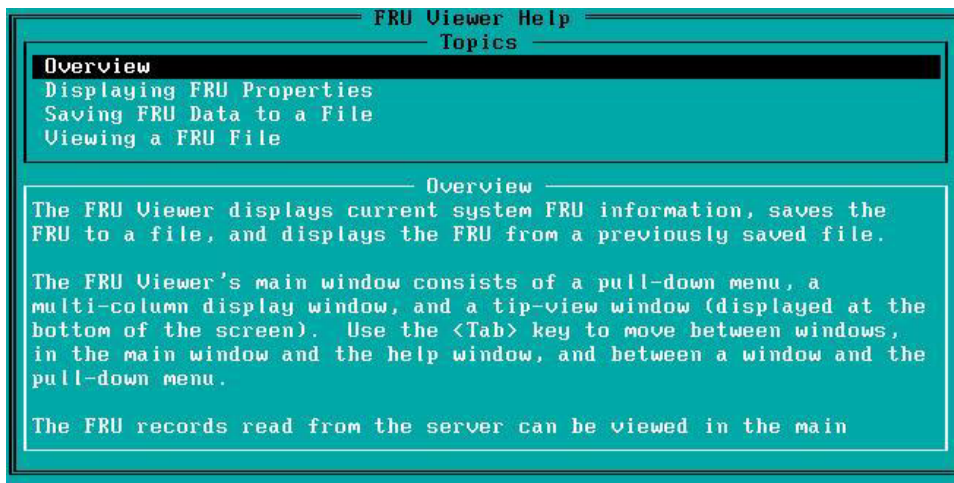 FRU Viewer Help
Topics
Overview
Displaying FRU Properties
Saving FRU Data to a File
Viewing a FRU File
Overview
The FRU Viewer displays current system FRU information, saves the
FRU to a file, and displays the FRU from a previously saved file.
The FRU Viewer's main window consists of a pull-down menu, a
multi-column display window, and a tip-view window (displayed at the
bottom of the screen).  Use the <Tab> key to move between windows,
in the main window and the help window, and between a window and the
pull-down menu.
The FRU records read from the server can be viewed in the main